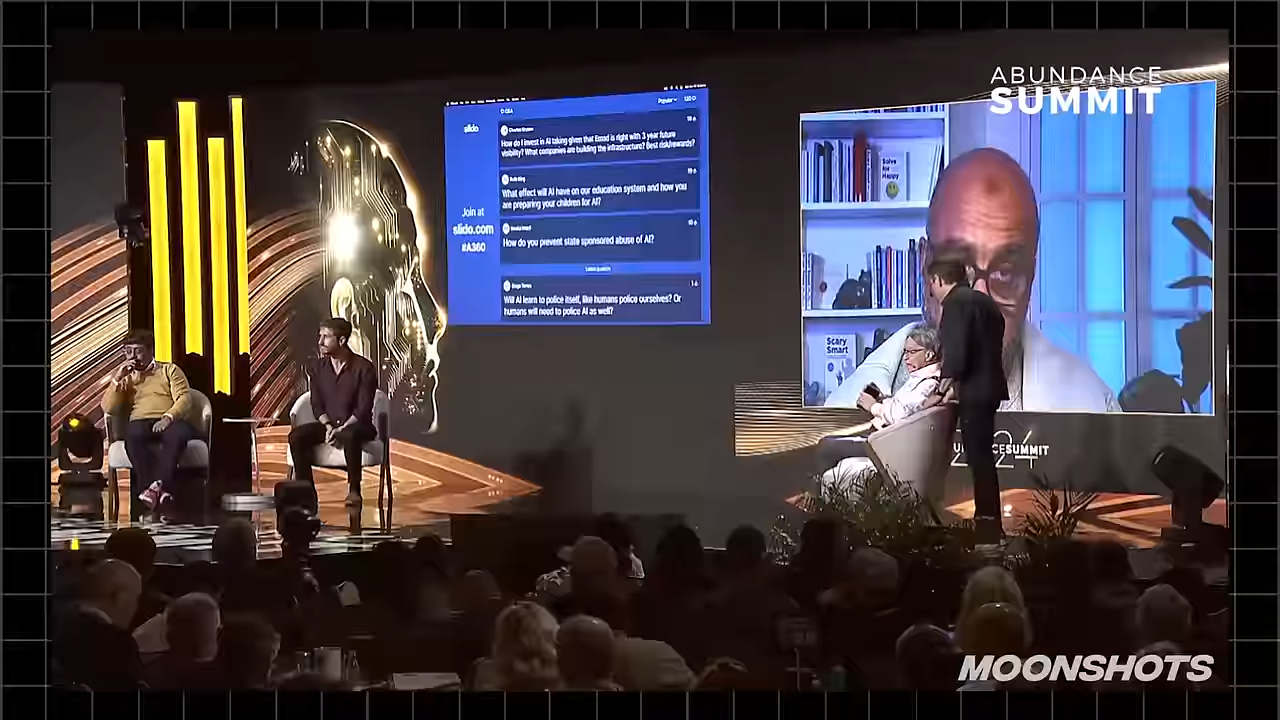 ABUNDANCE
SUMMIT
slido
Join at
slido.com
#A360
Popular
How do I invest in AI taking given that Emad is right with 3 year future
visibility? What companies are building the infrastructure? Best risk/rewards?
What effect will AI have on our education system and how you
are preparing your children for AI?
How do you prevent state sponsored abuse of AI?
Will AI learn to police itself, like humans police ourselves? Or
humans will need to police AI as well?
Solve
for
Happy
Scary
Smart
SUMMIT
MOONSHOTS